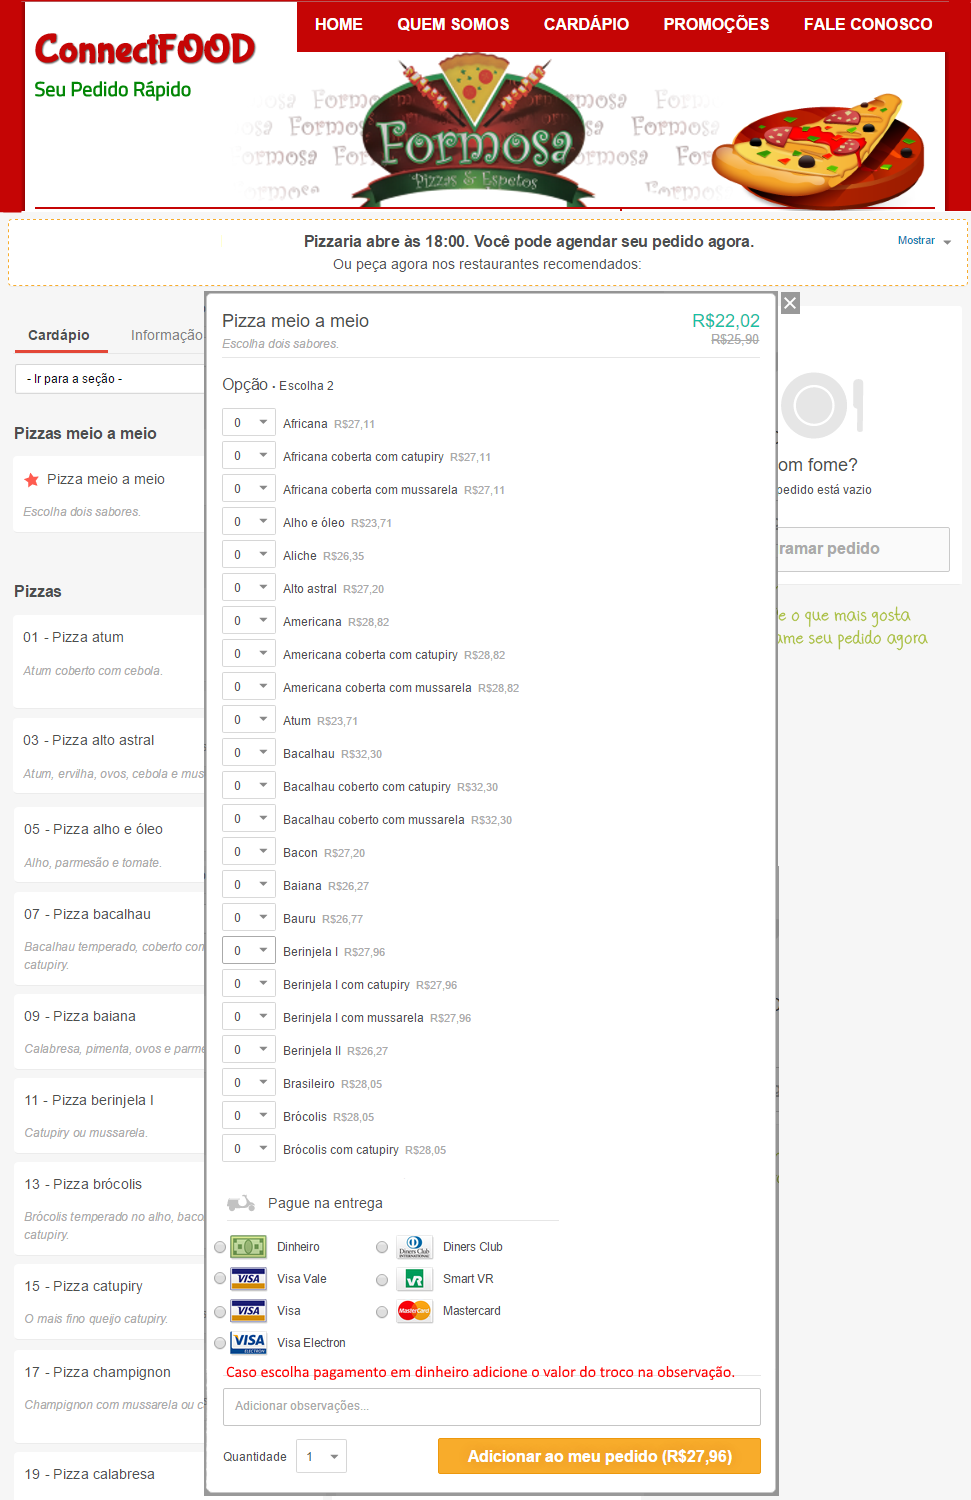 ConnectFOOD
Seu Pedido Rápido
HOME QUEM SOMOS CARDÁPIO PROMOÇÕES FALE CONOSCO
Formosa
Pizzas & Espetos
Pizzaria abre às 18:00. Você pode agendar seu pedido agora.
Mostrar
Ou peça agora nos restaurantes recomendados:
Cardápio Informação
- Ir para a seção -
Pizzas meio a meio
Pizza meio a meio
Escolha dois sabores.
Pizzas
01 - Pizza atum
Atum coberto com cebola.
03 - Pizza alto astral
Atum, ervilha, ovos, cebola e mus
05 - Pizza alho e óleo
Alho, parmesão e tomate.
07 - Pizza bacalhau
Bacalhau temperado, coberto con
catupiry.
09 - Pizza baiana
Calabresa, pimenta, ovos e parme
11 - Pizza berinjela I
Catupiry ou mussarela.
13 - Pizza brócolis
Brócolis temperado no alho, baco
catupiry.
15 - Pizza catupiry
O mais fino queijo catupiry.
17 - Pizza champignon
Champignon com mussarela ou c
19 - Pizza calabresa
Pizza meio a meio R$22,02
Escolha dois sabores. R$25,90
Opção • Escolha 2
0 Africana R$27,11
0 Africana coberta com catupiry R$27,11
0 Africana coberta com mussarela R$27,11
0 Alho e óleo R$23,71
0 Aliche R$26,35
0 Alto astral R$27,20
0 Americana R$28,82
0 Americana coberta com catupiry R$28,82
0 Americana coberta com mussarela R$28,82
0 Atum R$23,71
0 Bacalhau R$32,30
0 Bacalhau coberto com catupiry R$32,30
0 Bacalhau coberto com mussarela R$32,30
0 Bacon R$27,20
0 Baiana R$26,27
0 Bauru R$26,77
0 Berinjela I R$27,96
0 Berinjela I com catupiry R$27,96
0 Berinjela I com mussarela R$27,96
0 Berinjela II R$26,27
0 Brasileiro R$28,05
0 Brócolis R$28,05
0 Brócolis com catupiry R$28,05
Pague na entrega
Dinheiro Diners Club
Visa Vale Smart VR
Visa Mastercard
Visa Electron
Caso escolha pagamento em dinheiro adicione o valor do troco na observação.
Adicionar observações...
Quantidade 1 Adicionar ao meu pedido (R$27,96)
om fome?
pedido está vazio
ramar pedido
e o que mais gosta
ame seu pedido agora